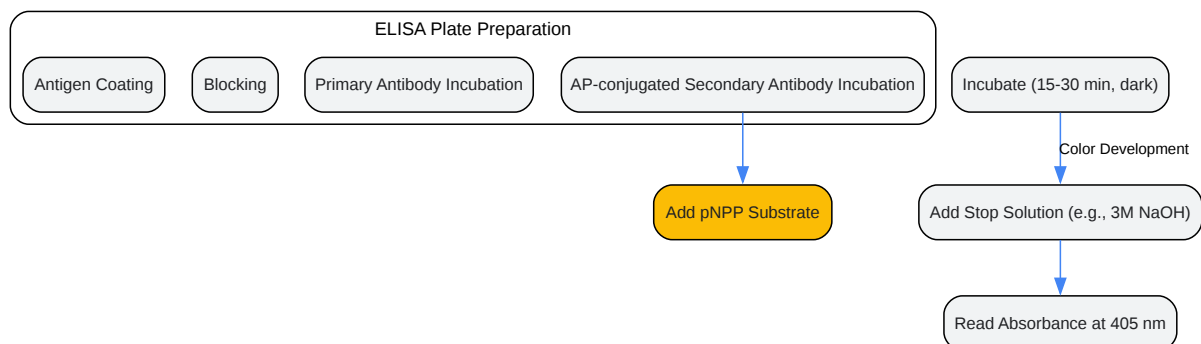 ELISA Plate Preparation
Antigen Coating
Blocking
Primary Antibody Incubation
AP-conjugated Secondary Antibody Incubation
Incubate (15-30 min, dark)
Color Development
Add pNPP Substrate
Add Stop Solution (e.g., 3M NaOH)
Read Absorbance at 405 nm